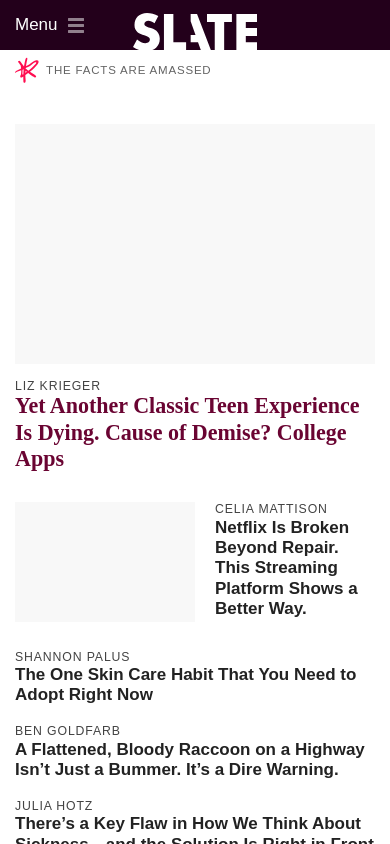 Menu
SLATE
THE FACTS ARE AMASSED
LIZ KRIEGER
Yet Another Classic Teen Experience
Is Dying. Cause of Demise? College
Apps
CELIA MATTISON
Netflix Is Broken
Beyond Repair.
This Streaming
Platform Shows a
Better Way.
SHANNON PALUS
The One Skin Care Habit That You Need to
Adopt Right Now
BEN GOLDFARB
A Flattened, Bloody Raccoon on a Highway
Isn’t Just a Bummer. It’s a Dire Warning.
JULIA HOTZ
There’s a Key Flaw in How We Think About
Sickness—and the Solution Is Right in Front